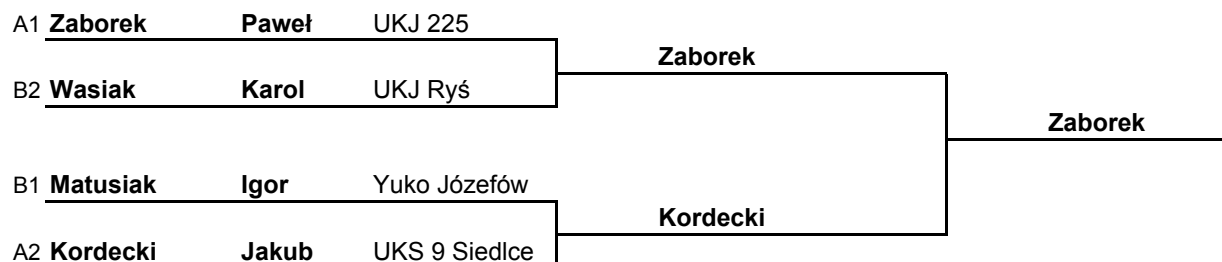 A1 Zaborek Paweł UKJ 225
Zaborek
B2 Wasiak Karol UKJ Ryś
Zaborek
B1 Matusiak Igor Yuko Józefów
Kordecki
A2 Kordecki Jakub UKS 9 Siedlce